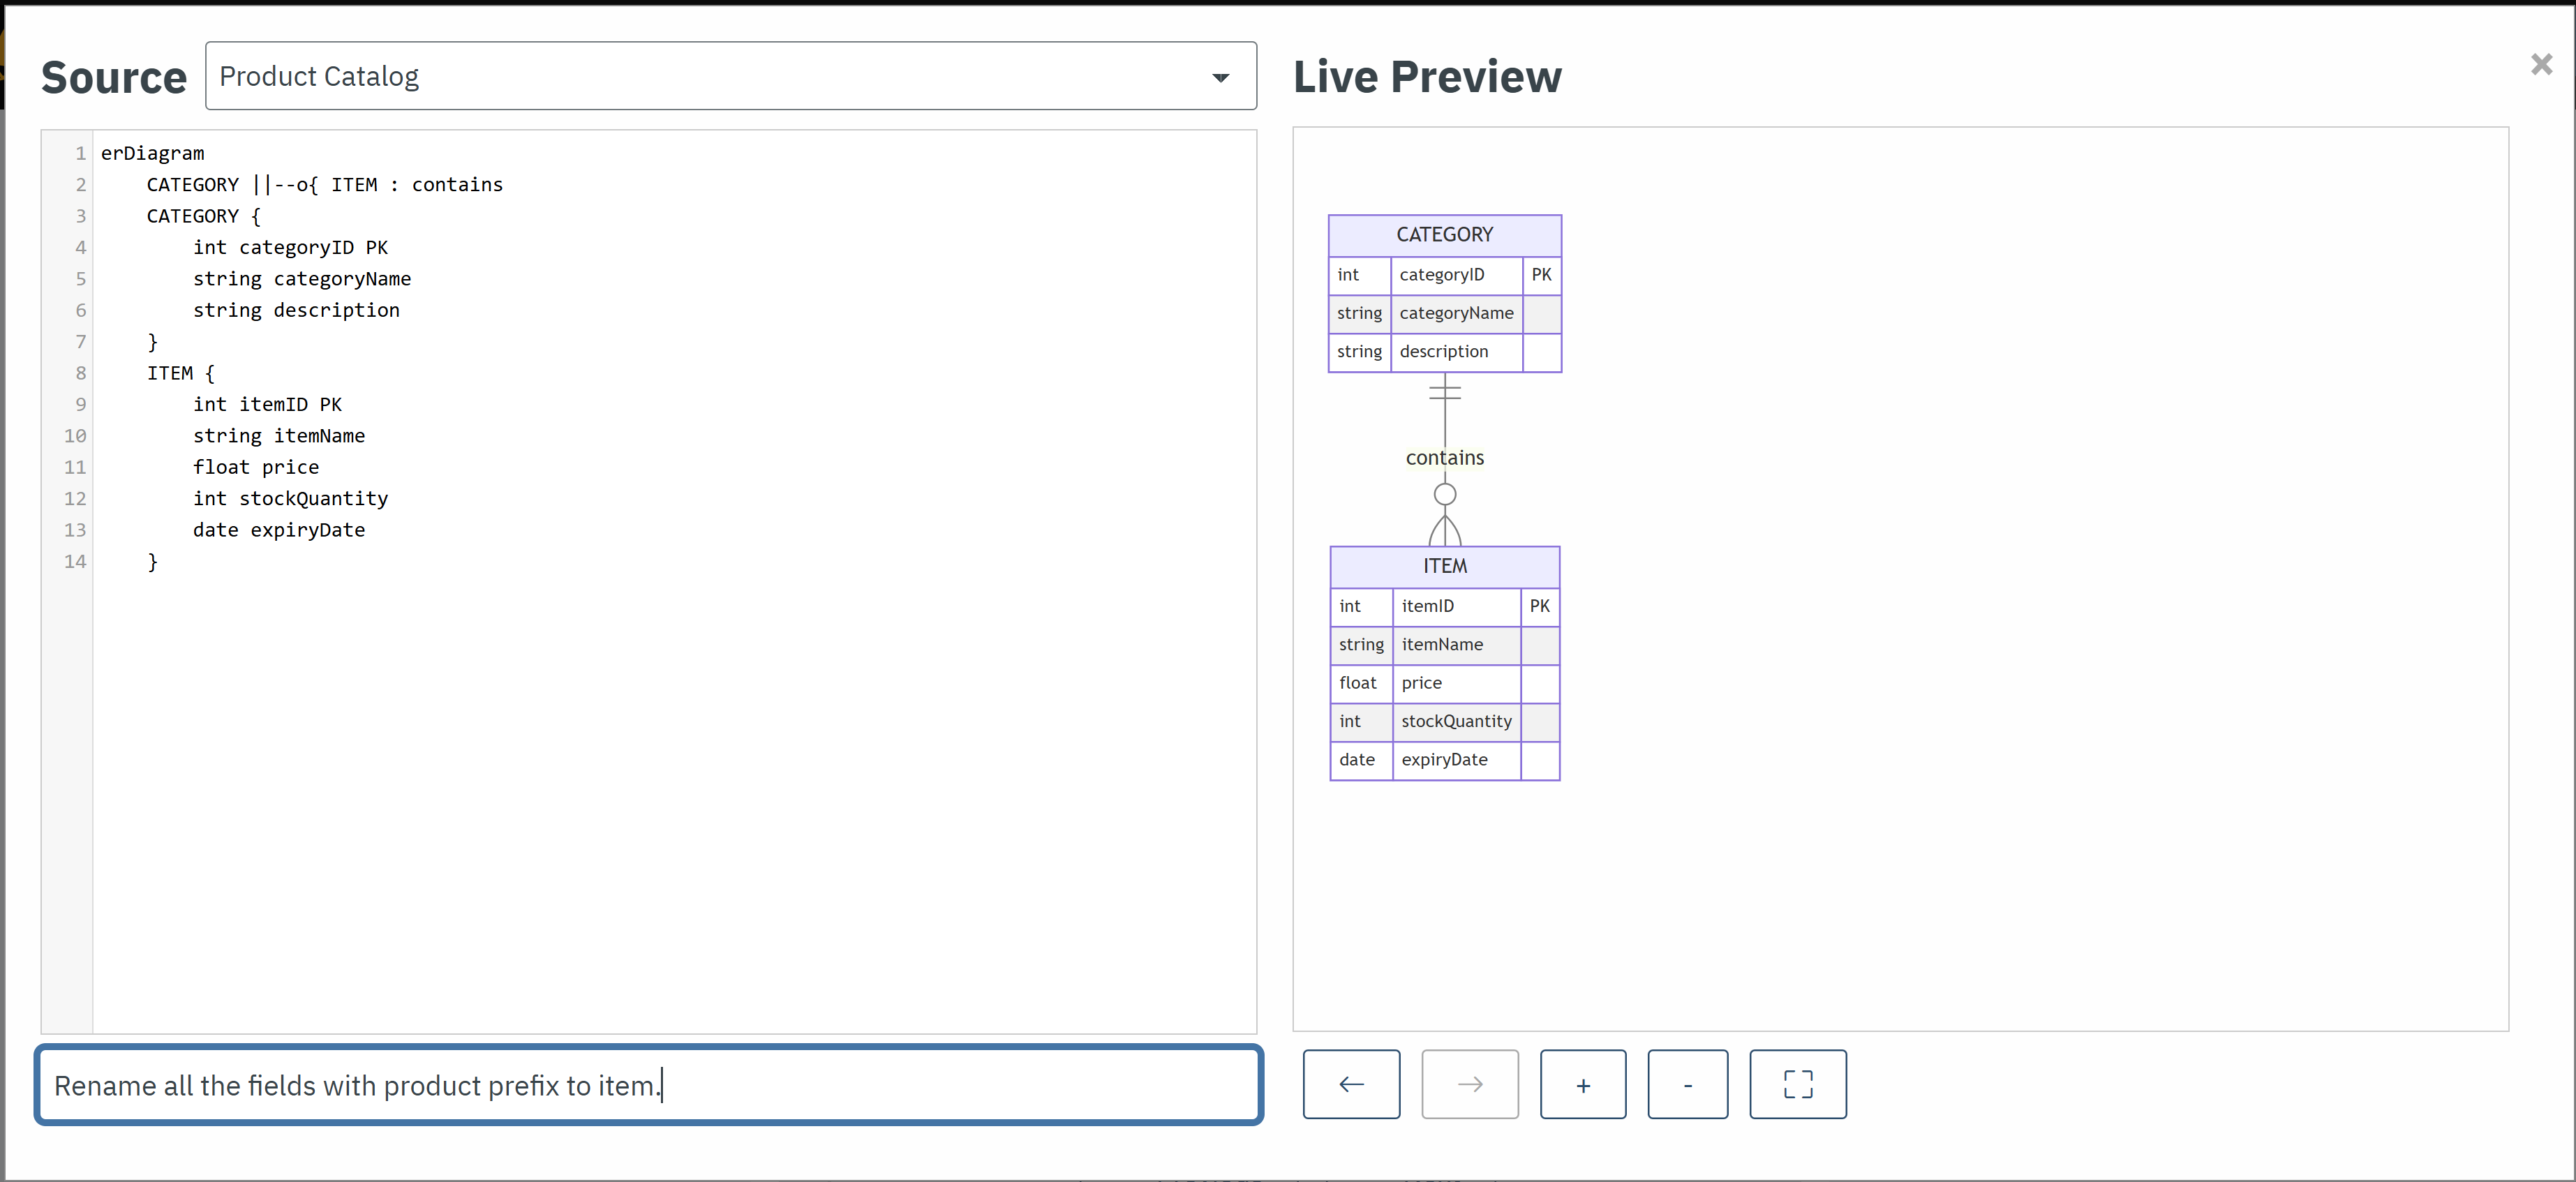 Source
Product Catalog
1 erDiagram
2 CATEGORY ||--o{ ITEM : contains
3 CATEGORY {
4 int categoryID PK
5 string categoryName
6 string description
7 }
8 ITEM {
9 int itemID PK
10 string itemName
11 float price
12 int stockQuantity
13 date expiryDate
14 }
Rename all the fields with product prefix to item.
Live Preview
×
CATEGORY
int categoryID PK
string categoryName
string description
contains
ITEM
int itemID PK
string itemName
float price
int stockQuantity
date expiryDate
← → + -